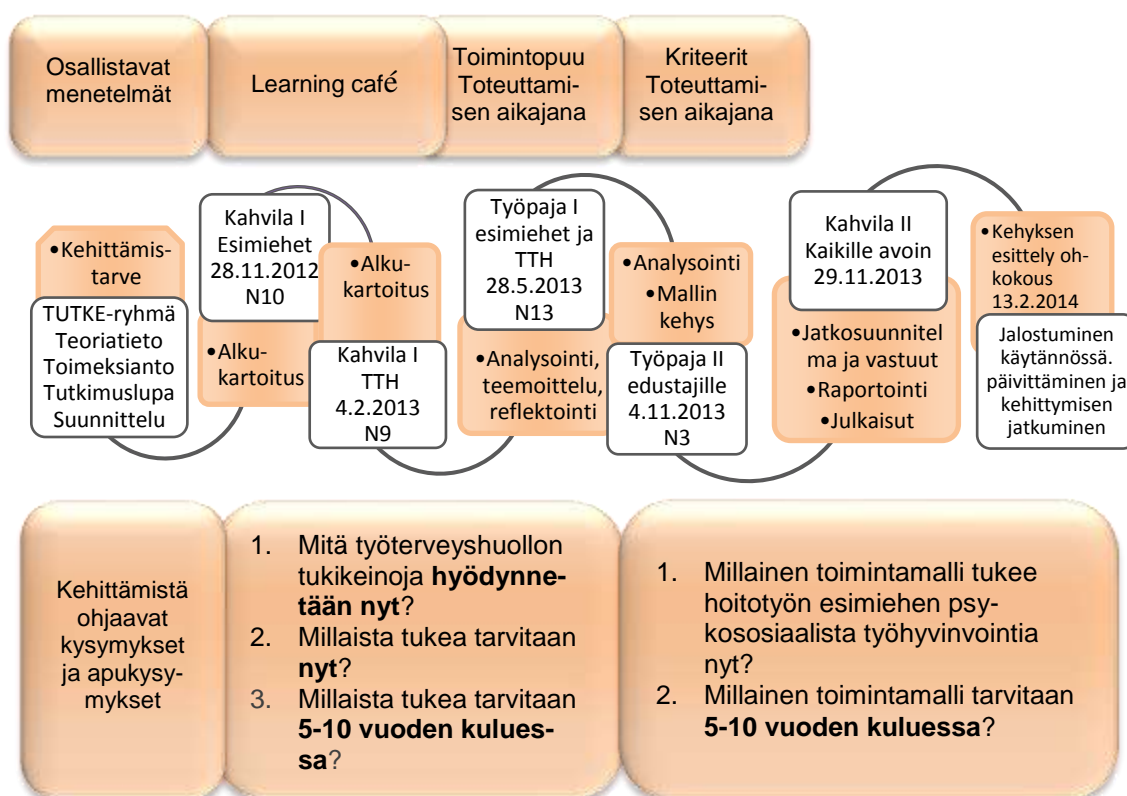 Osallistavat
menetelmät
Learning café
Toimintopuu
Toteuttami-
sen aikajana
Kriteerit
Toteuttami-
sen aikajana
•Kehittämis-
tarve
TUTKE-ryhmä
Teoriatieto
Toimeksianto
Tutkimuslupa
Suunnittelu
Kahvila I
Esimiehet
28.11.2012
N10
•Alku-
kartoitus
•Alku-
kartoitus
Kahvila I
TTH
4.2.2013
N9
Työpaja I
esimiehet ja
TTH
28.5.2013
N13
•Analysointi,
teemoittelu,
reflektointi
•Analysointi
•Mallin
kehys
Työpaja II
edustajille
4.11.2013
N3
Kahvila II
Kaikille avoin
29.11.2013
•Jatkosuunnitel
ma ja vastuut
•Raportointi
•Julkaisut
•Kehyksen
esittely oh-
kokous
13.2.2014
Jalostuminen
käytännössä.
päivittäminen ja
kehittymisen
jatkuminen
Kehittämistä
ohjaavat
kysymykset
ja apukysy-
mykset
1. Mitä työterveyshuollon
tukikeinoja hyödynne-
tään nyt?
2. Millaista tukea tarvitaan
nyt?
3. Millaista tukea tarvitaan
5-10 vuoden kulues-
sa?
1. Millainen toimintamalli tukee
hoitotyön esimiehen psy-
kososiaalista työhyvinvointia
nyt?
2. Millainen toimintamalli tarvitaan
5-10 vuoden kuluessa?